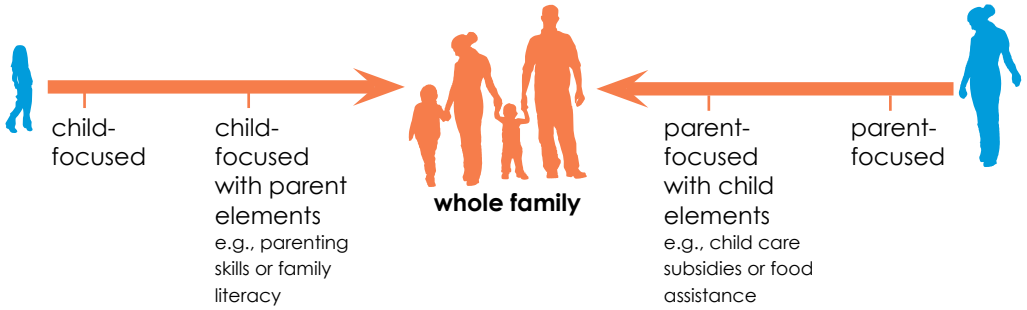 child-
focused
child-
focused
with parent
elements
e.g., parenting
skills or family
literacy
whole family
parent-
focused
with child
elements
e.g., child care
subsidies or food
assistance
parent-
focused